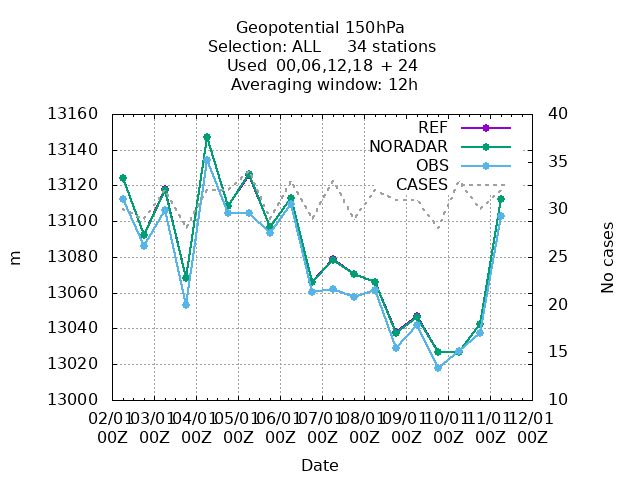 Geopotential 150hPa
Selection: ALL 34 stations
Used 00,06,12,18 + 24
Averaging window: 12h
13160
13140
13120
13100
13080
13060
13040
13020
13000
m
REF
NORADAR
OBS
CASES
40
35
30
25
20
15
10
No cases
02/01 03/01 04/01 05/01 06/01 07/01 08/01 09/01 10/01 11/01 12/01
00Z 00Z 00Z 00Z 00Z 00Z 00Z 00Z 00Z 00Z 00Z
Date